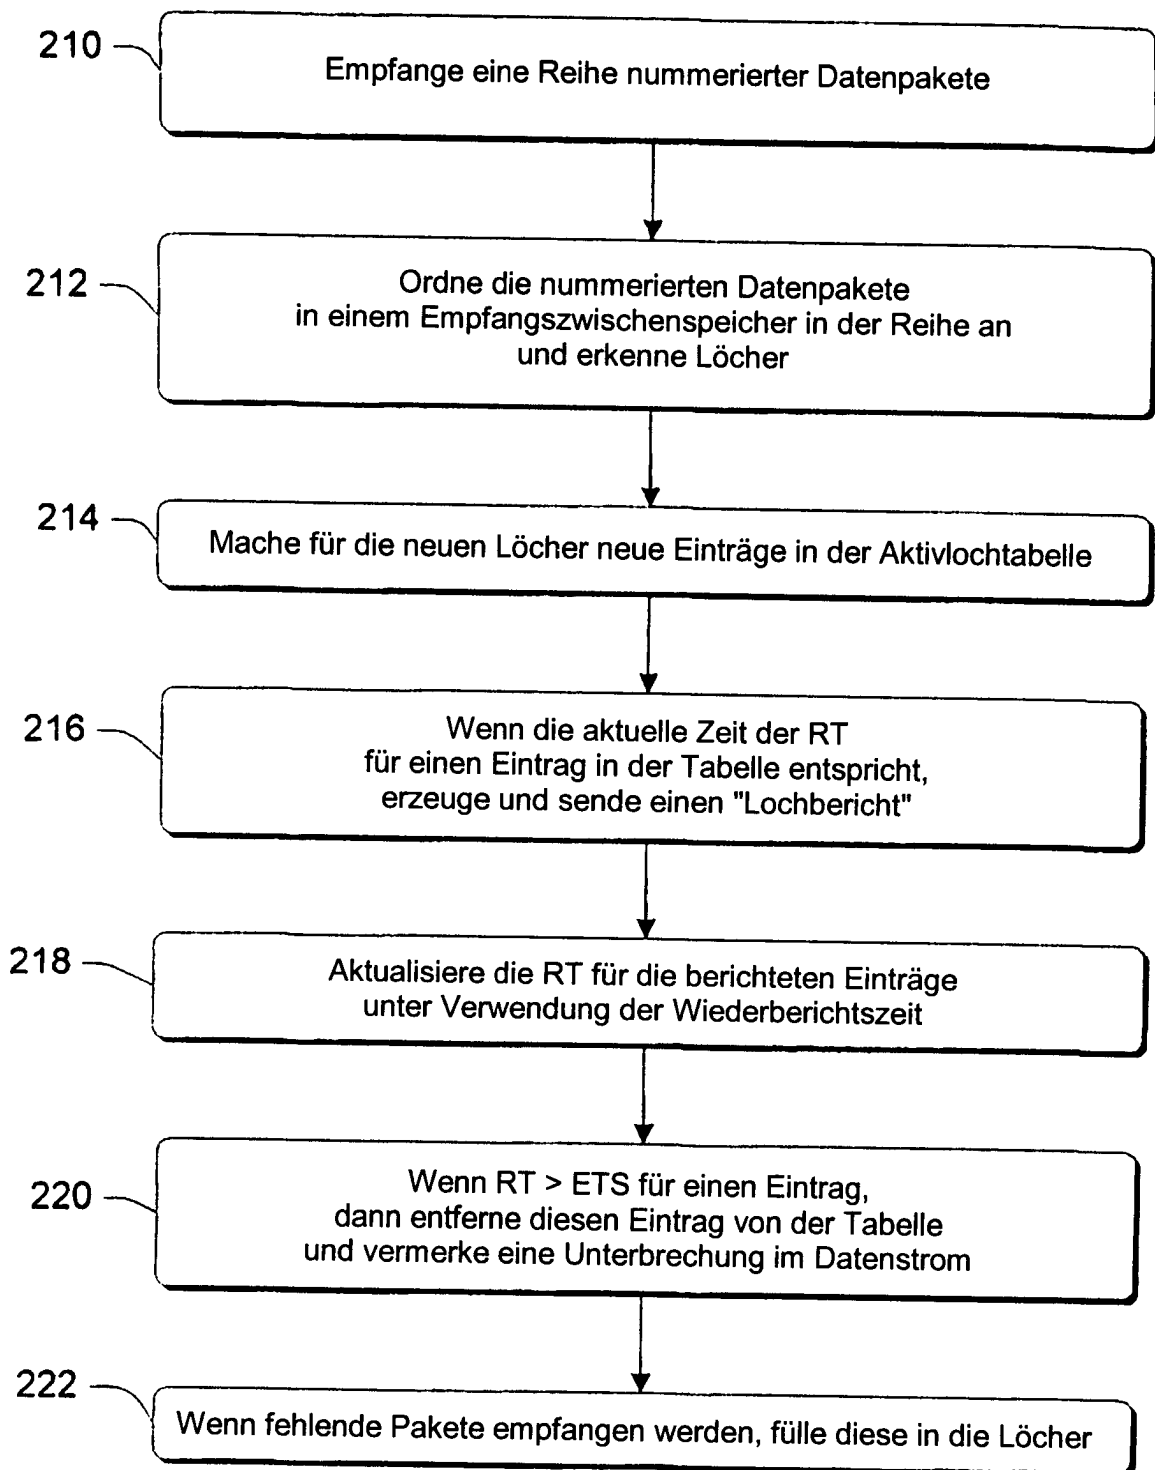 210
Empfange eine Reihe nummerierter Datenpakete
212
Ordne die nummerierten Datenpakete
in einem Empfangszwischenspeicher in der Reihe an
und erkenne Löcher
214
Mache für die neuen Löcher neue Einträge in der Aktivlochtabelle
216
Wenn die aktuelle Zeit der RT
für einen Eintrag in der Tabelle entspricht,
erzeuge und sende einen "Lochbericht"
218
Aktualisiere die RT für die berichteten Einträge
unter Verwendung der Wiederberichtszeit
220
Wenn RT > ETS für einen Eintrag,
dann entferne diesen Eintrag von der Tabelle
und vermerke eine Unterbrechung im Datenstrom
222
Wenn fehlende Pakete empfangen werden, fülle diese in die Löcher